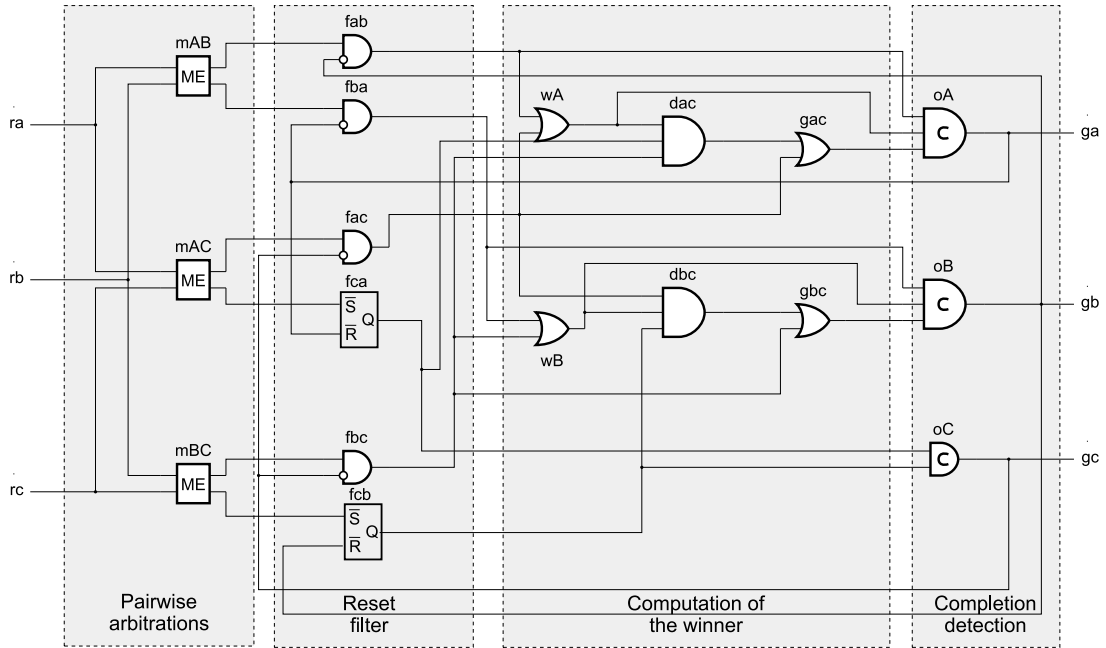 fab
mAB
ME
fba
wA
dac
oA
C
ra
gac
ga
fac
mAC
ME
rb
fca
S̅
Q
R̅
dbc
gbc
oB
C
gb
wB
oC
C
gc
fbc
mBC
ME
rc
fcb
S̅
Q
R̅
Pairwise
arbitrations
Reset
filter
Computation of
the winner
Completion
detection